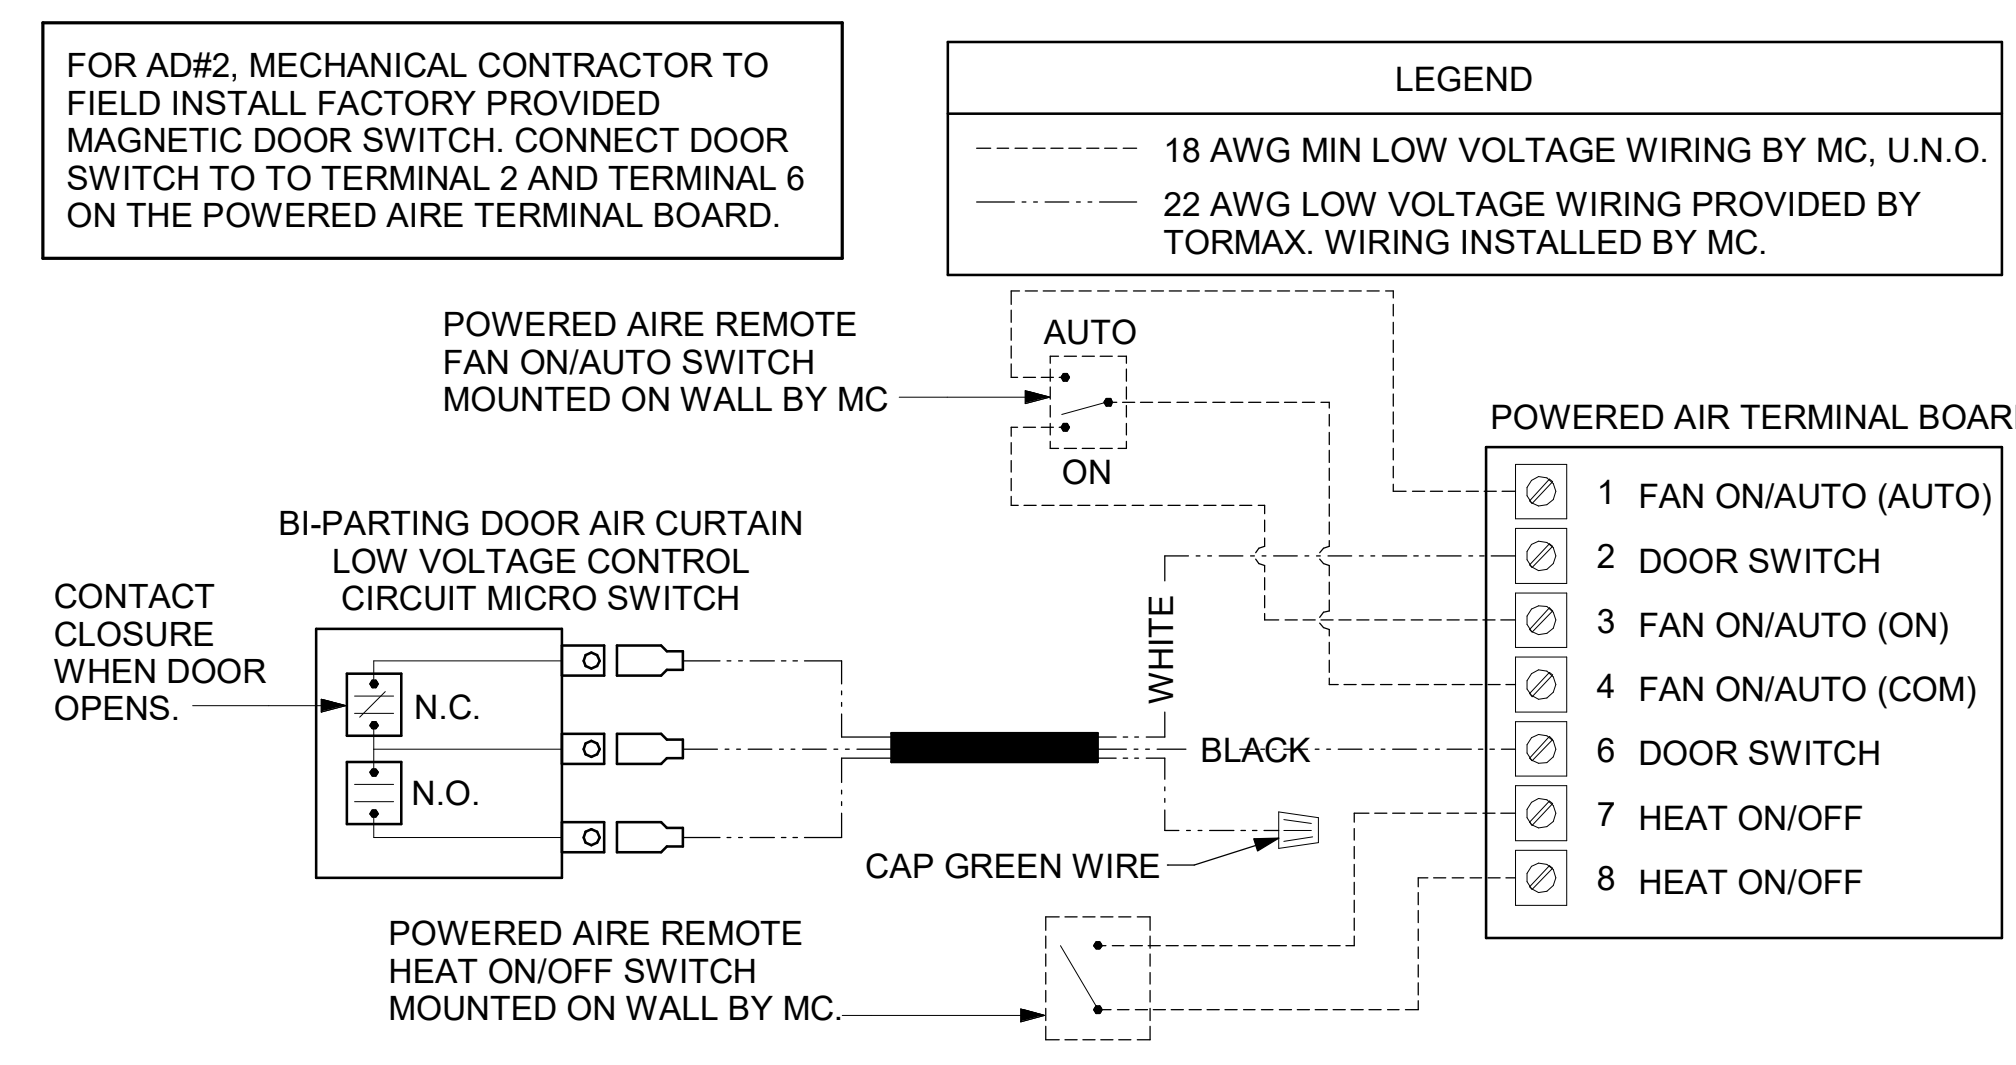 FOR AD#2, MECHANICAL CONTRACTOR TO
FIELD INSTALL FACTORY PROVIDED
MAGNETIC DOOR SWITCH. CONNECT DOOR
SWITCH TO TO TERMINAL 2 AND TERMINAL 6
ON THE POWERED AIRE TERMINAL BOARD.
LEGEND
18 AWG MIN LOW VOLTAGE WIRING BY MC, U.N.O.
22 AWG LOW VOLTAGE WIRING PROVIDED BY
TORMAX. WIRING INSTALLED BY MC.
POWERED AIRE REMOTE
FAN ON/AUTO SWITCH
MOUNTED ON WALL BY MC
AUTO
ON
POWERED AIR TERMINAL BOAR
1 FAN ON/AUTO (AUTO)
2 DOOR SWITCH
3 FAN ON/AUTO (ON)
4 FAN ON/AUTO (COM)
6 DOOR SWITCH
7 HEAT ON/OFF
8 HEAT ON/OFF
BI-PARTING DOOR AIR CURTAIN
LOW VOLTAGE CONTROL
CIRCUIT MICRO SWITCH
CONTACT
CLOSURE
WHEN DOOR
OPENS.
N.C.
N.O.
WHITE
BLACK
CAP GREEN WIRE
POWERED AIRE REMOTE
HEAT ON/OFF SWITCH
MOUNTED ON WALL BY MC.